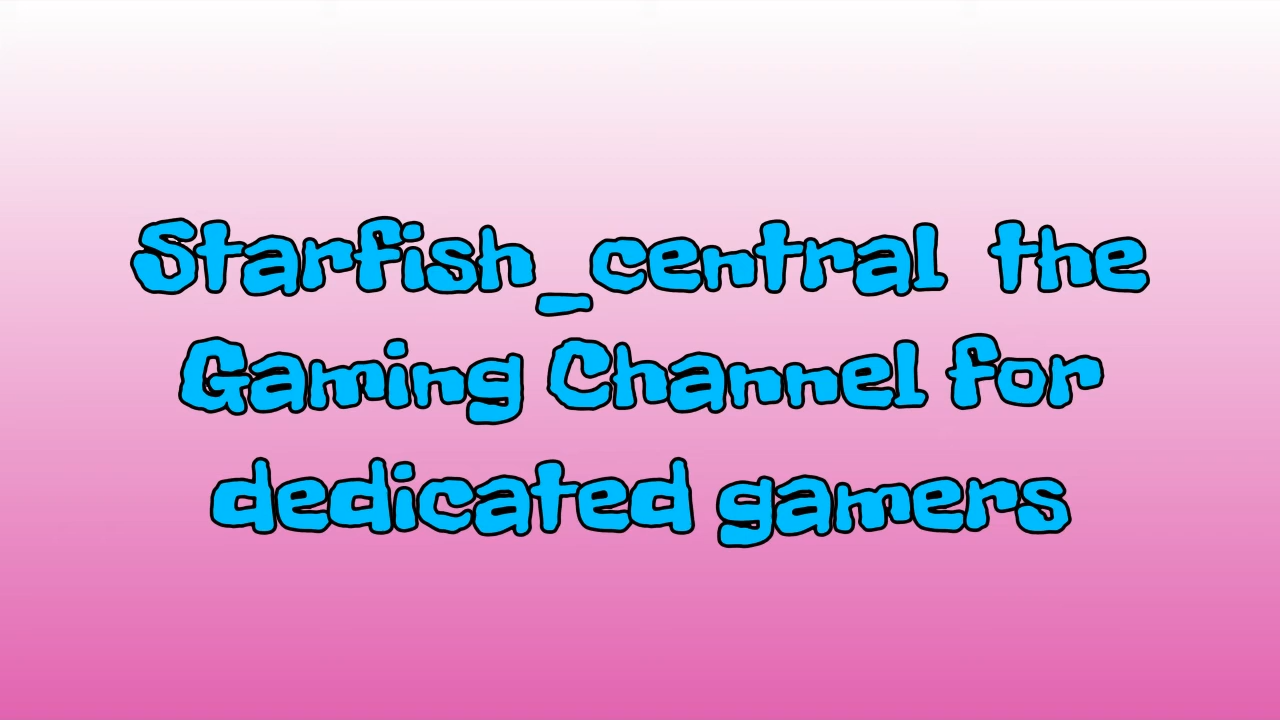 Starfish_central the
Gaming Channel for
dedicated gamers